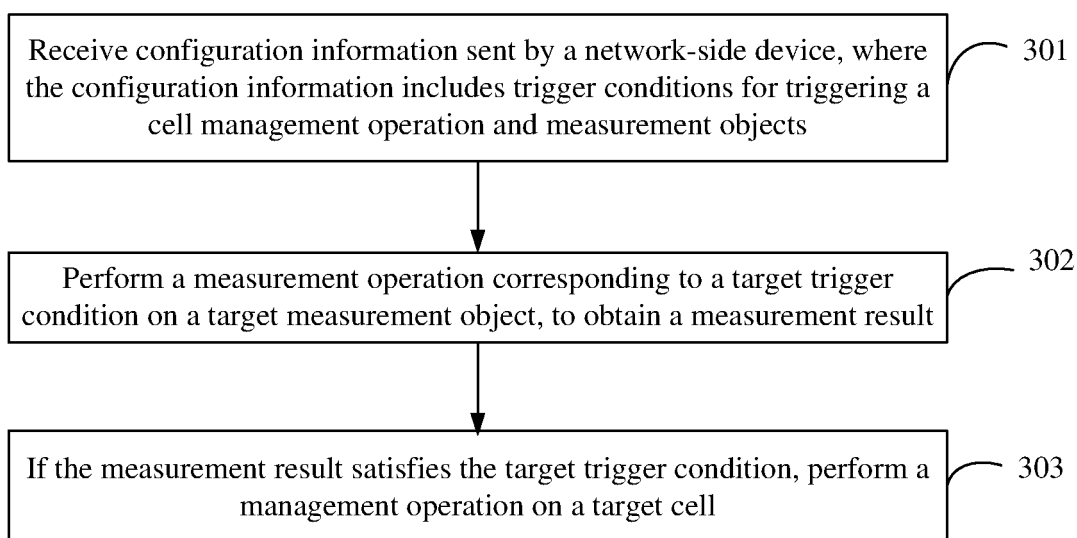 Receive configuration information sent by a network-side device, where
the configuration information includes trigger conditions for triggering a
cell management operation and measurement objects
301
Perform a measurement operation corresponding to a target trigger
condition on a target measurement object, to obtain a measurement result
302
If the measurement result satisfies the target trigger condition, perform a
management operation on a target cell
303